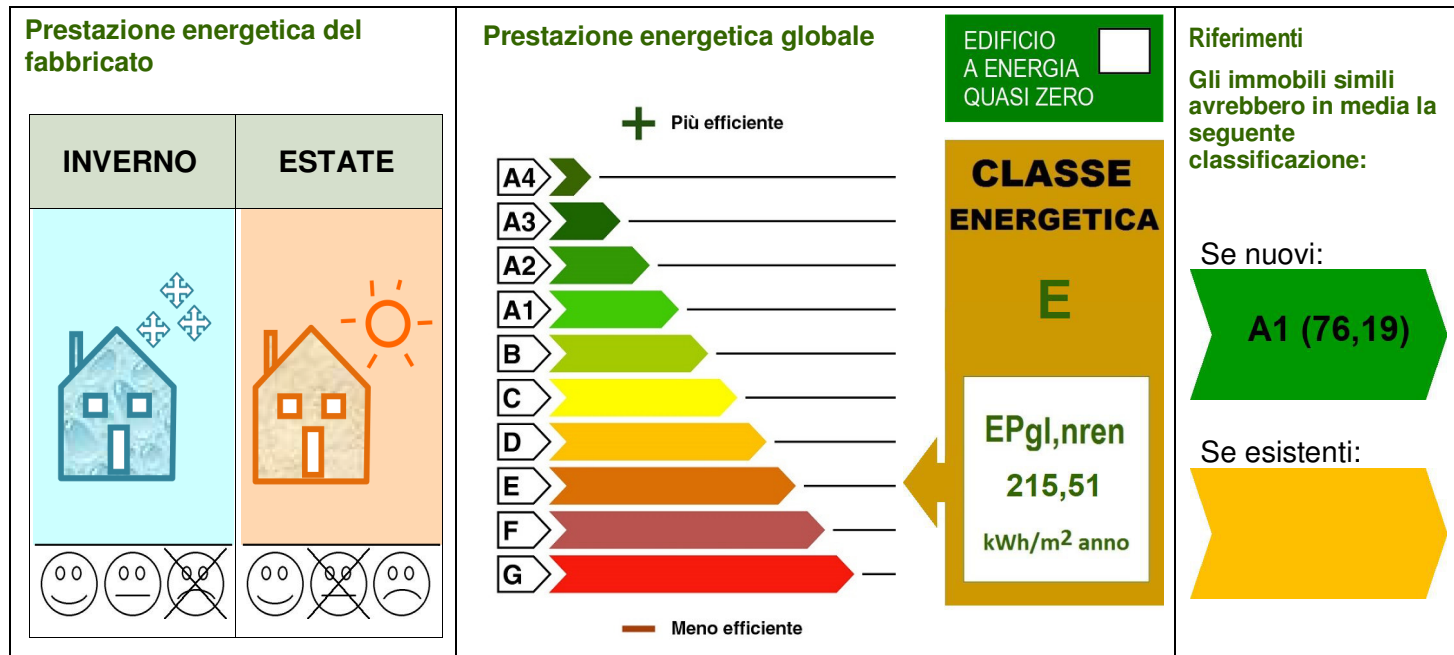 Prestazione energetica del
fabbricato
INVERNO
ESTATE
Prestazione energetica globale
Più efficiente
A4
A3
A2
A1
B
C
D
E
F
G
Meno efficiente
EDIFICIO
A ENERGIA
QUASI ZERO
CLASSE
ENERGETICA
E
EPgl,nren
215,51
kWh/m² anno
Riferimenti
Gli immobili simili
avrebbero in media la
seguente
classificazione:
Se nuovi:
A1 (76,19)
Se esistenti: